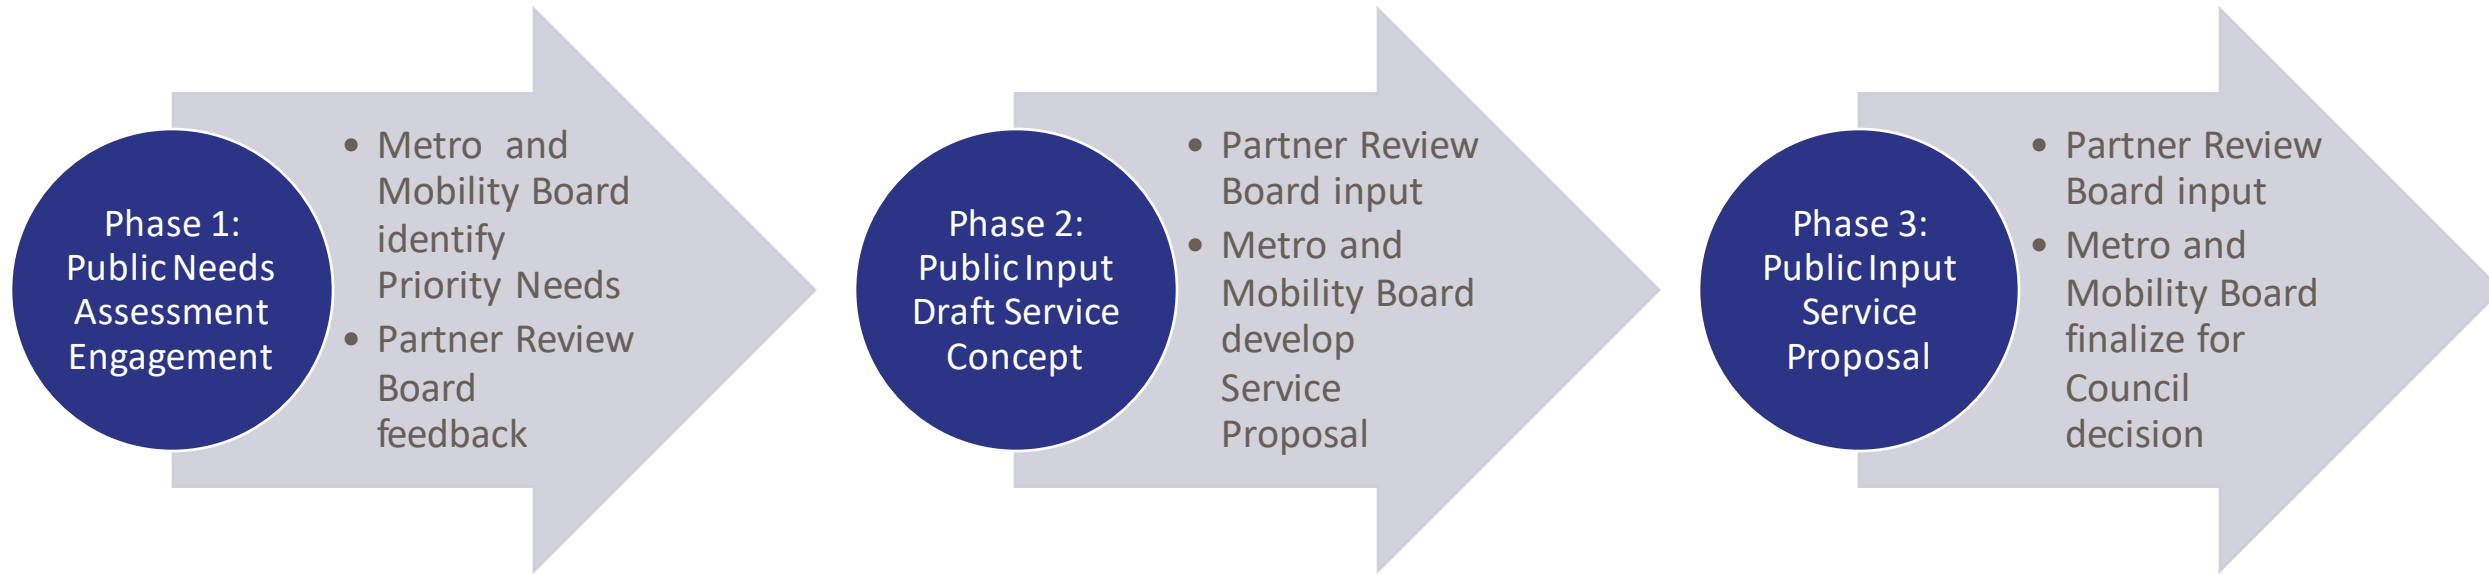 Phase 1:
Public Needs
Assessment
Engagement
• Metro and
Mobility Board
identify
Priority Needs
• Partner Review
Board
feedback
Phase 2:
Public Input
Draft Service
Concept
• Partner Review
Board input
• Metro and
Mobility Board
develop
Service
Proposal
Phase 3:
Public Input
Service
Proposal
• Partner Review
Board input
• Metro and
Mobility Board
finalize for
Council
decision